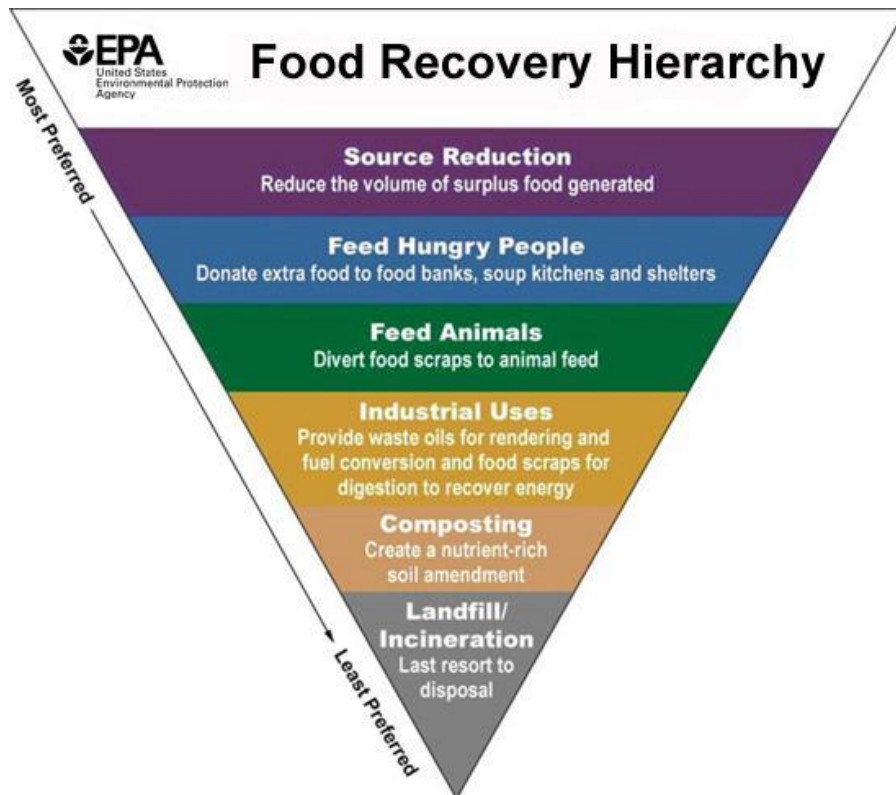 EPA
United States
Environmental Protection
Agency
Food Recovery Hierarchy
Most Preferred
Source Reduction
Reduce the volume of surplus food generated
Feed Hungry People
Donate extra food to food banks, soup kitchens and shelters
Feed Animals
Divert food scraps to animal feed
Industrial Uses
Provide waste oils for rendering and
fuel conversion and food scraps for
digestion to recover energy
Composting
Create a nutrient-rich
soil amendment
Landfill/
Incineration
Last resort to
disposal
Least Preferred